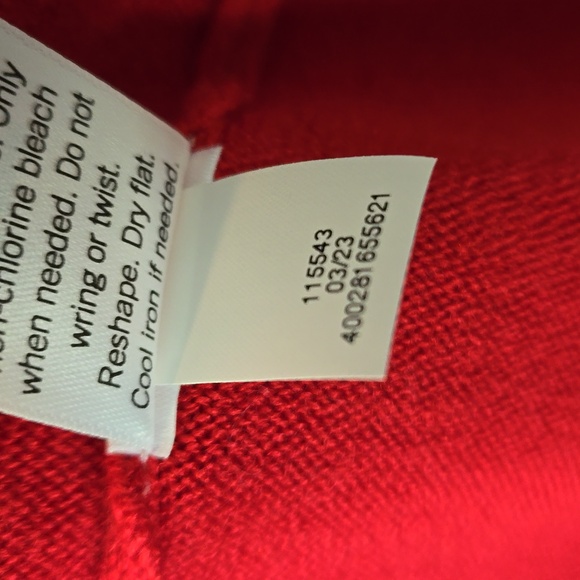 Only
chlorine bleach
when needed. Do not
wring or twist.
Reshape. Dry flat.
Cool iron if needed.
115543
03/23
400281655621